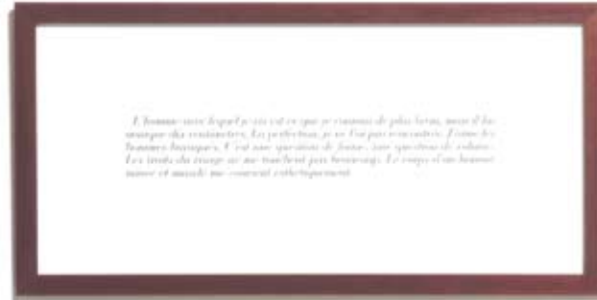 L'homme avec lequel je vis est ce que je connais de plus beau, mais il lui
manque dix centimètres. La perfection, je ne l'ai pas rencontrée. J'aime les
hommes baraqués. C'est une question de forme, une question de volume.
Les traits du visage ne me touchent pas beaucoup. Le corps d'un homme
mince et musclé me convient esthétiquement.